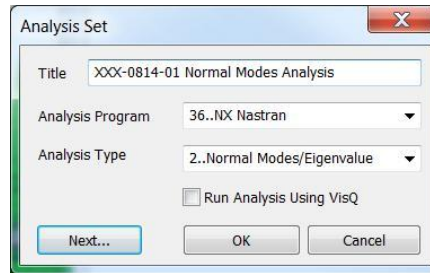 Analysis Set
Title XXX-0814-01 Normal Modes Analysis
Analysis Program 36..NX Nastran
Analysis Type 2..Normal Modes/Eigenvalue
Run Analysis Using VisQ
Next... OK Cancel